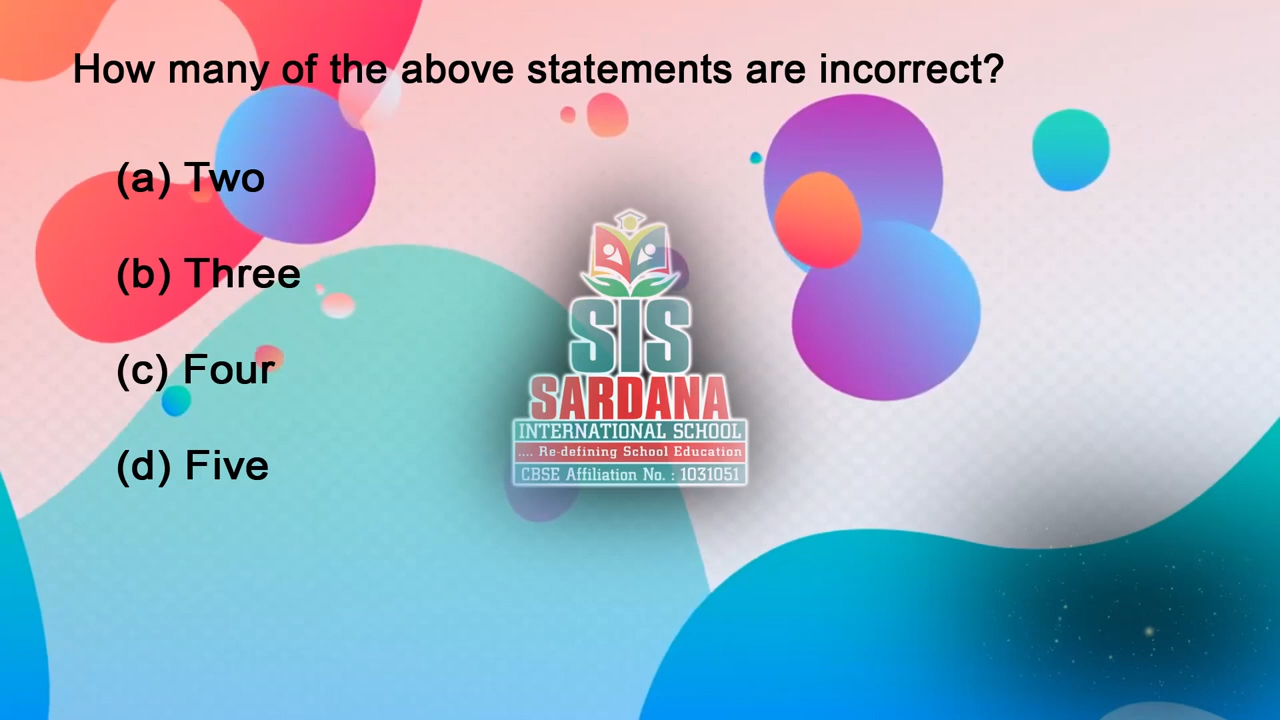 How many of the above statements are incorrect?
(a) Two
(b) Three
(c) Four
(d) Five
SIS
SARDANA
INTERNATIONAL SCHOOL
.... Re-defining School Education
CBSE Affiliation No. : 1031051